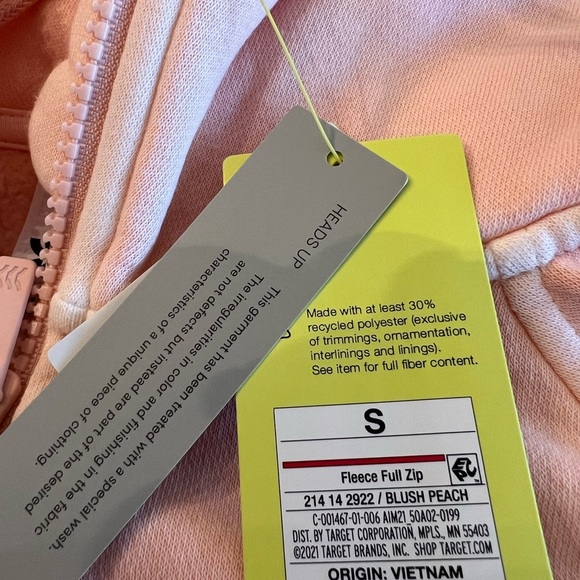 HEADS UP
This garment has been treated with a special wash.
The irregularities in color and finishing in the fabric
are not defects but instead are part of the desired
characteristics of a unique piece of clothing.
Made with at least 30%
recycled polyester (exclusive
of trimmings, ornamentation,
interlinings and linings).
See item for full fiber content.
S
Fleece Full Zip
214 14 2922 / BLUSH PEACH
C-001467-01-006 AIM21_50A02-0199
DIST. BY TARGET CORPORATION, MPLS., MN 55403
©2021 TARGET BRANDS, INC. SHOP TARGET.COM
ORIGIN: VIETNAM